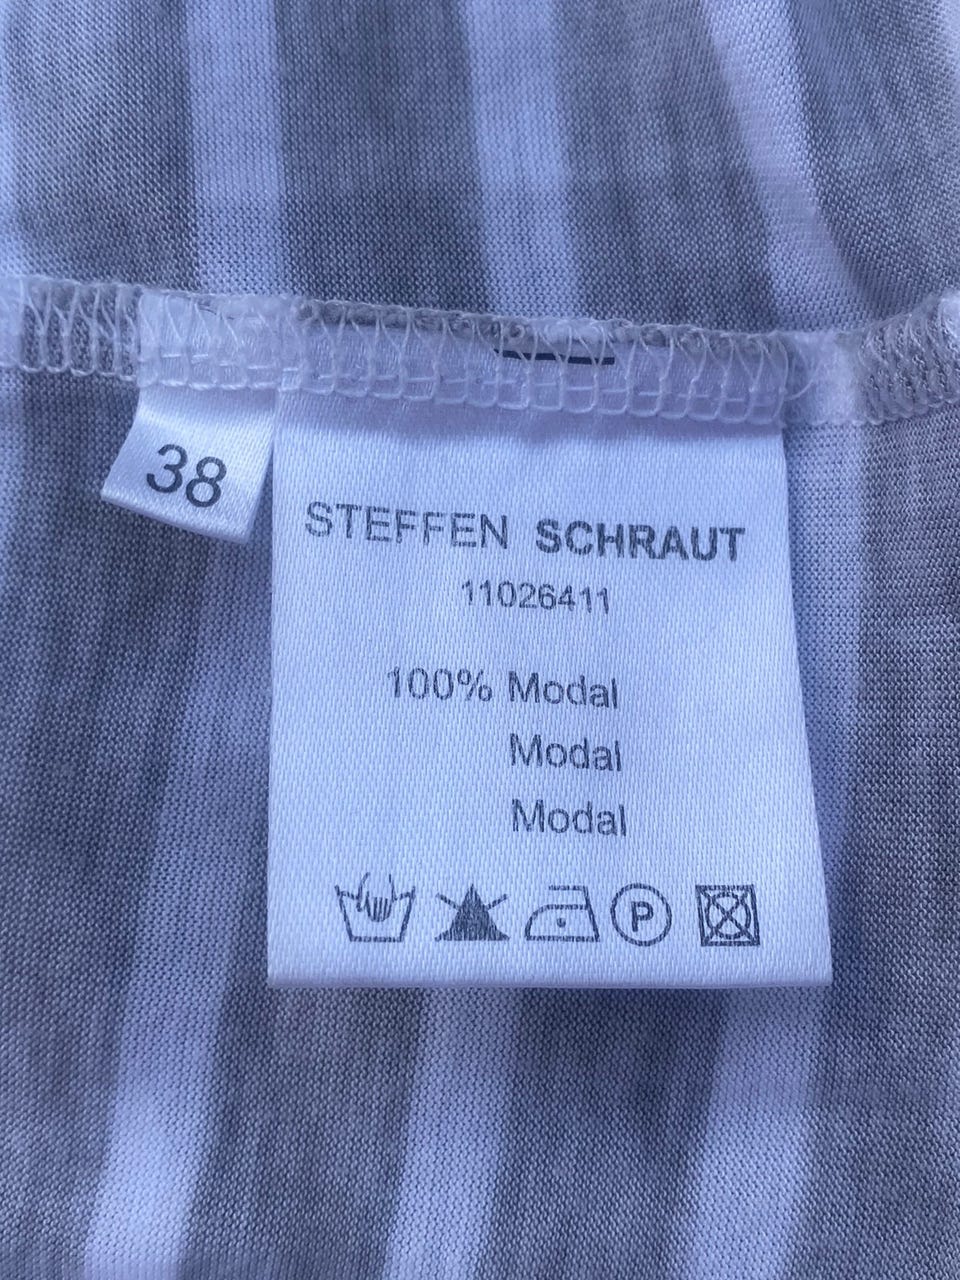 38
STEFFEN SCHRAUT
11026411
100% Modal
Modal
Modal
P